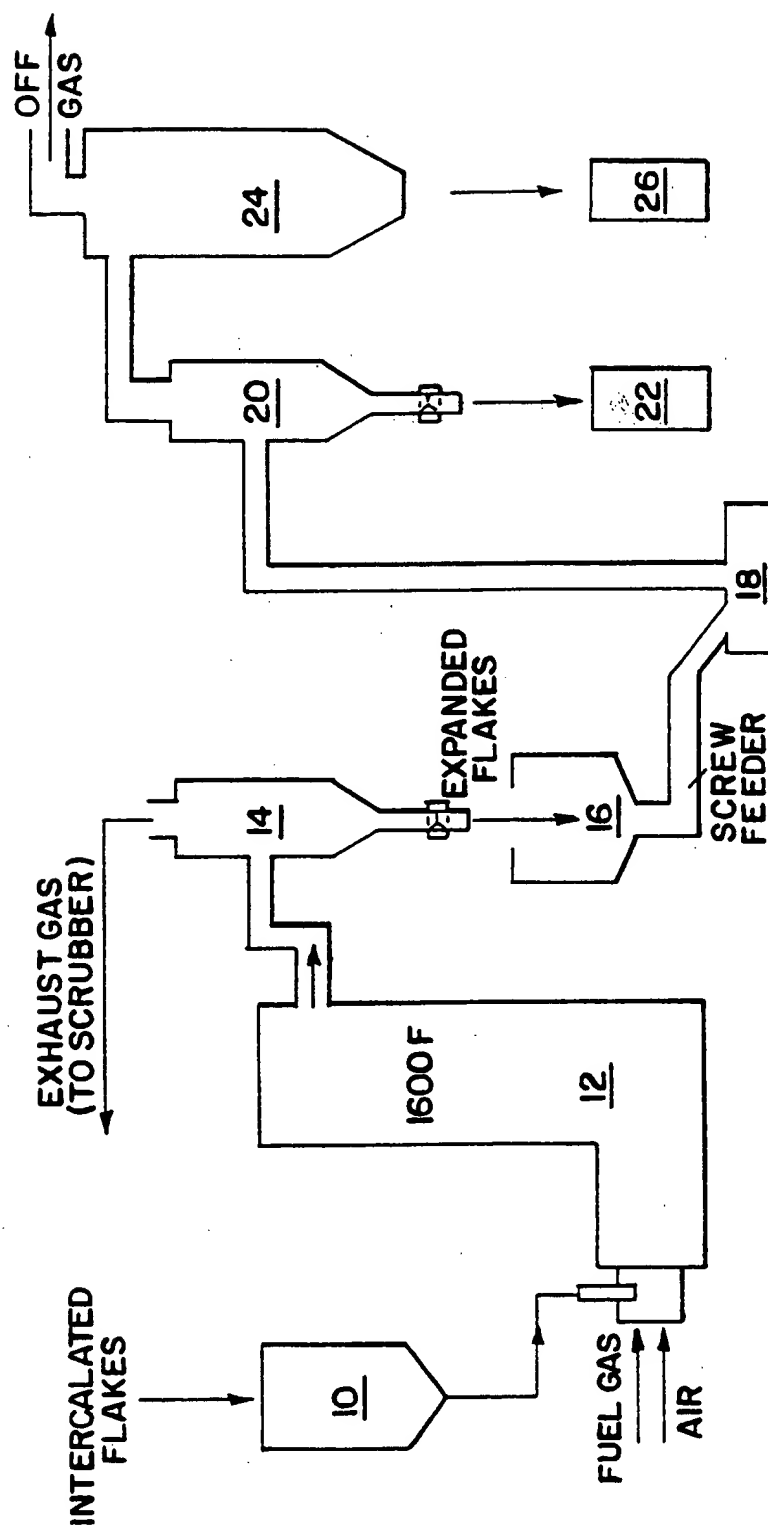 INTERCALATED
FLAKES
10
FUEL GAS
AIR
EXHAUST GAS
(TO SCRUBBER)
1600 F
12
14
EXPANDED
FLAKES
16
SCREW
FEEDER
18
20
22
OFF
GAS
24
26